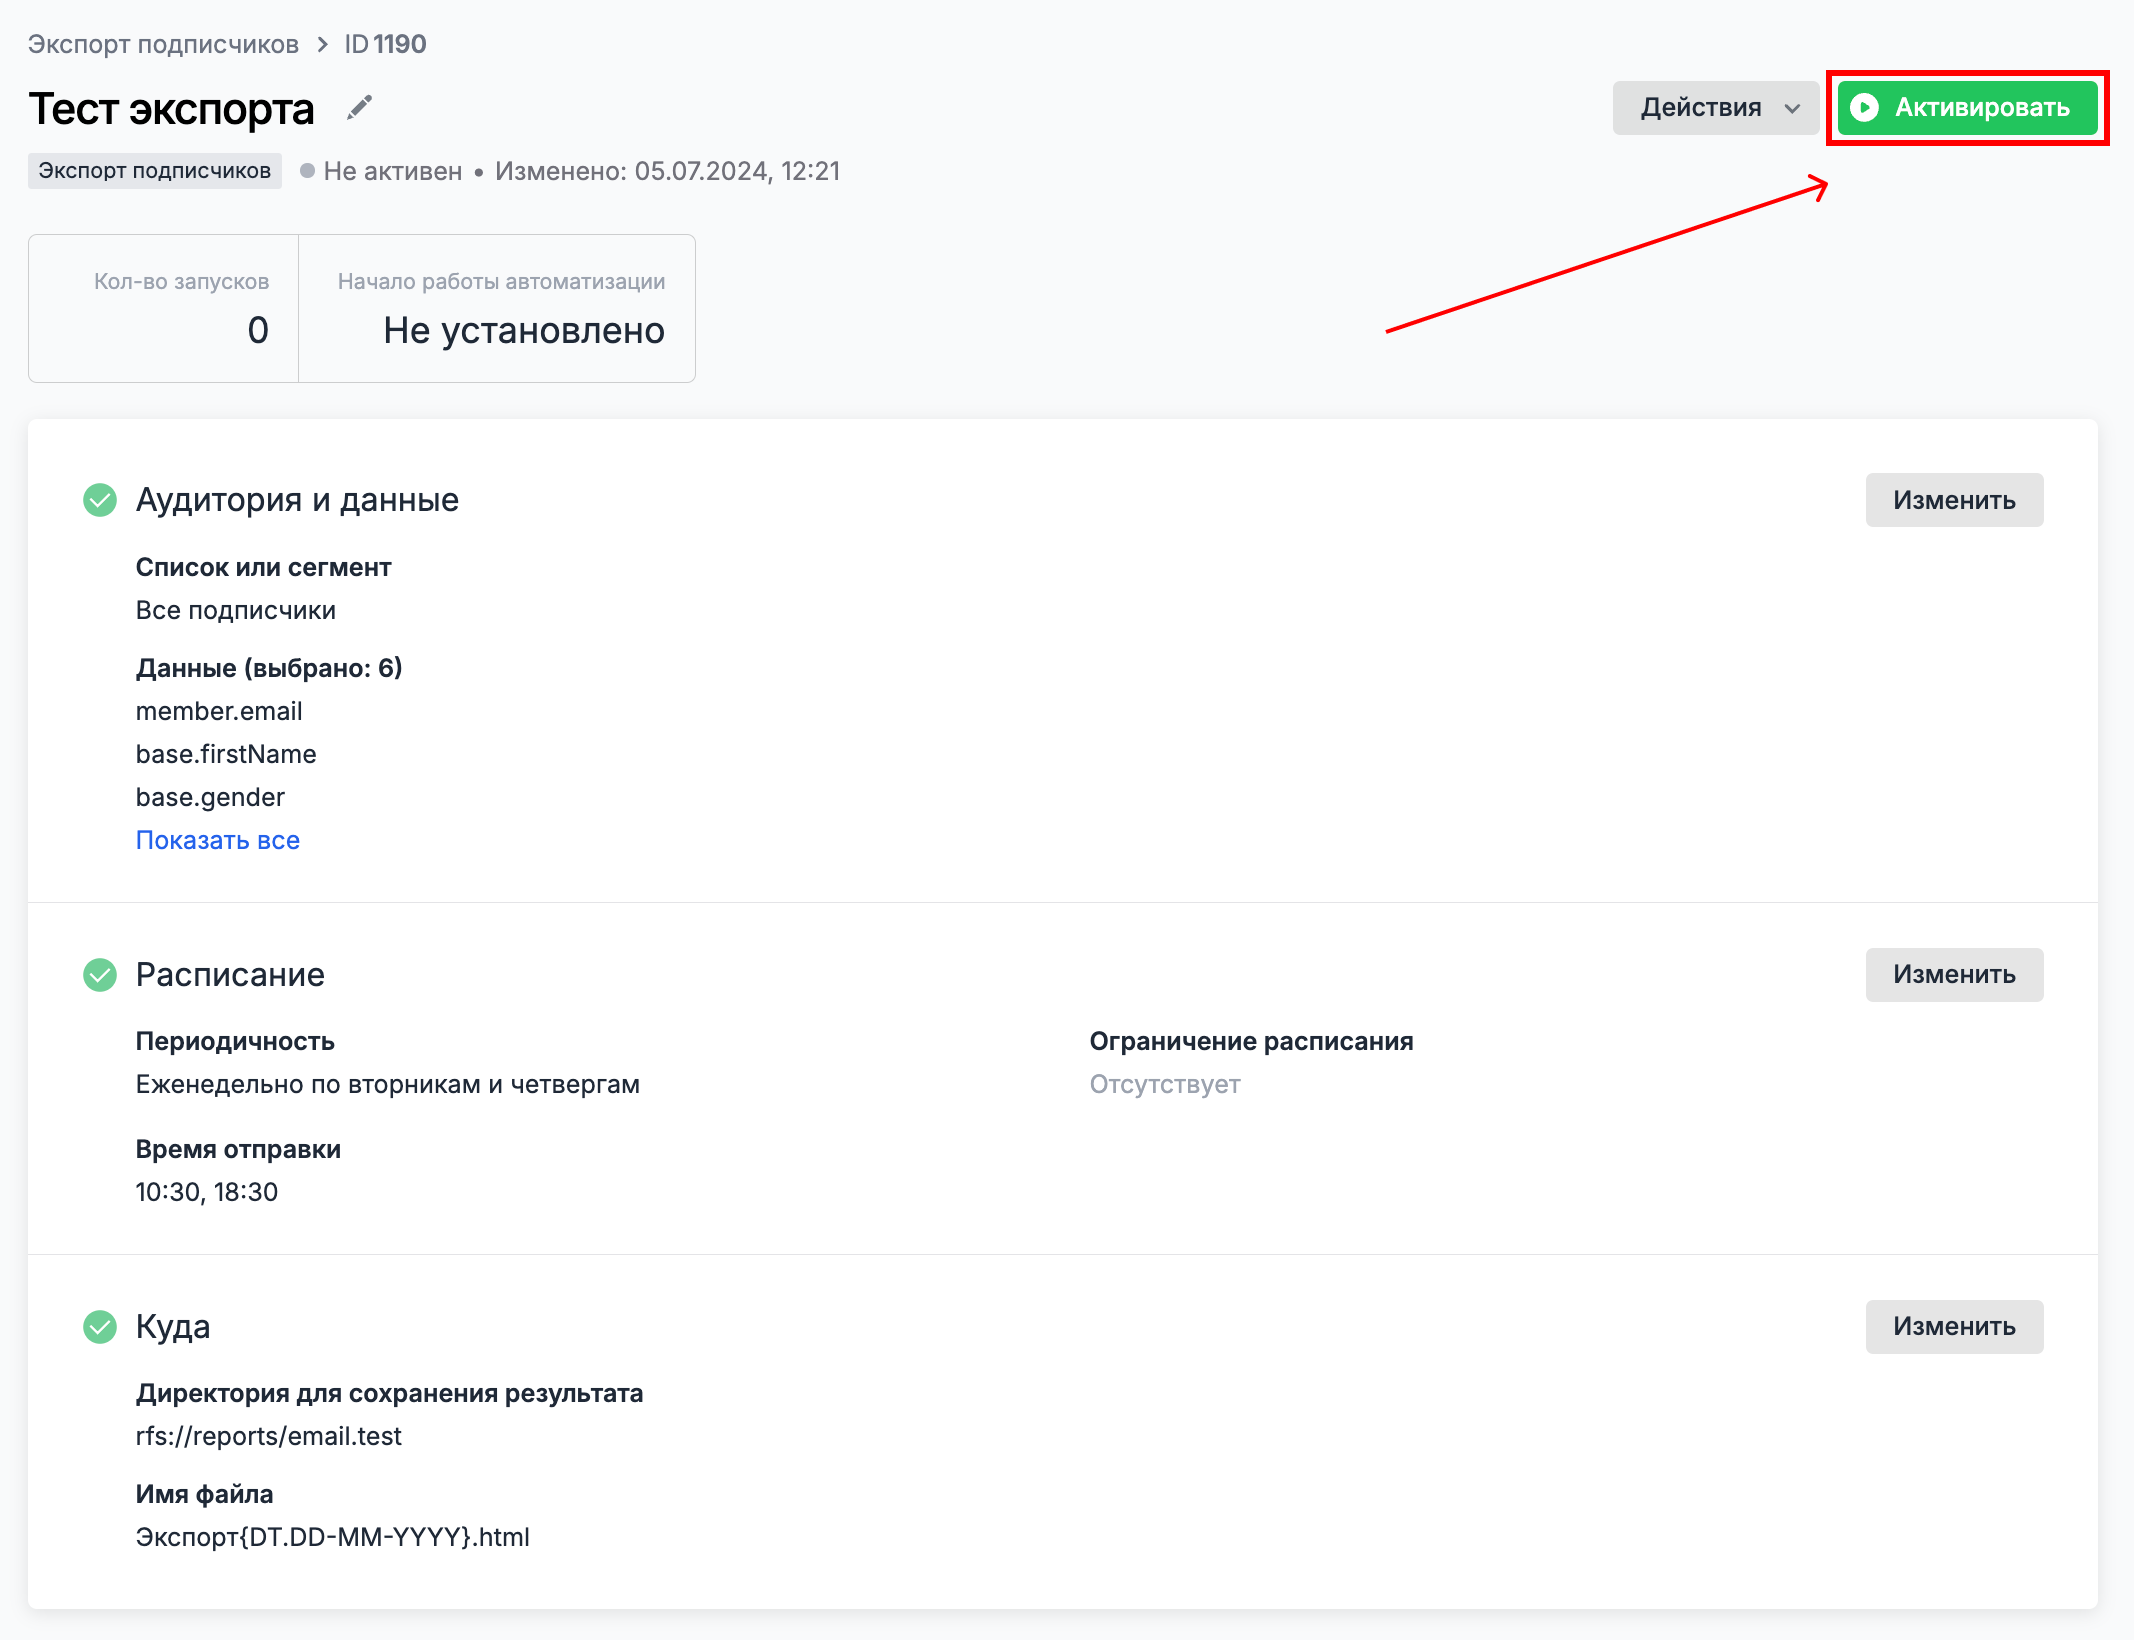 Экспорт подписчиков > ID 1190
Тест экспорта
Действия
Активировать
Экспорт подписчиков
Не активен • Изменено: 05.07.2024, 12:21
Кол-во запусков
0
Начало работы автоматизации
Не установлено
Аудитория и данные
Изменить
Список или сегмент
Все подписчики
Данные (выбрано: 6)
member.email
base.firstName
base.gender
Показать все
Расписание
Изменить
Периодичность
Еженедельно по вторникам и четвергам
Ограничение расписания
Отсутствует
Время отправки
10:30, 18:30
Куда
Изменить
Директория для сохранения результата
rfs://reports/email.test
Имя файла
Экспорт{DT.DD-MM-YYYY}.html